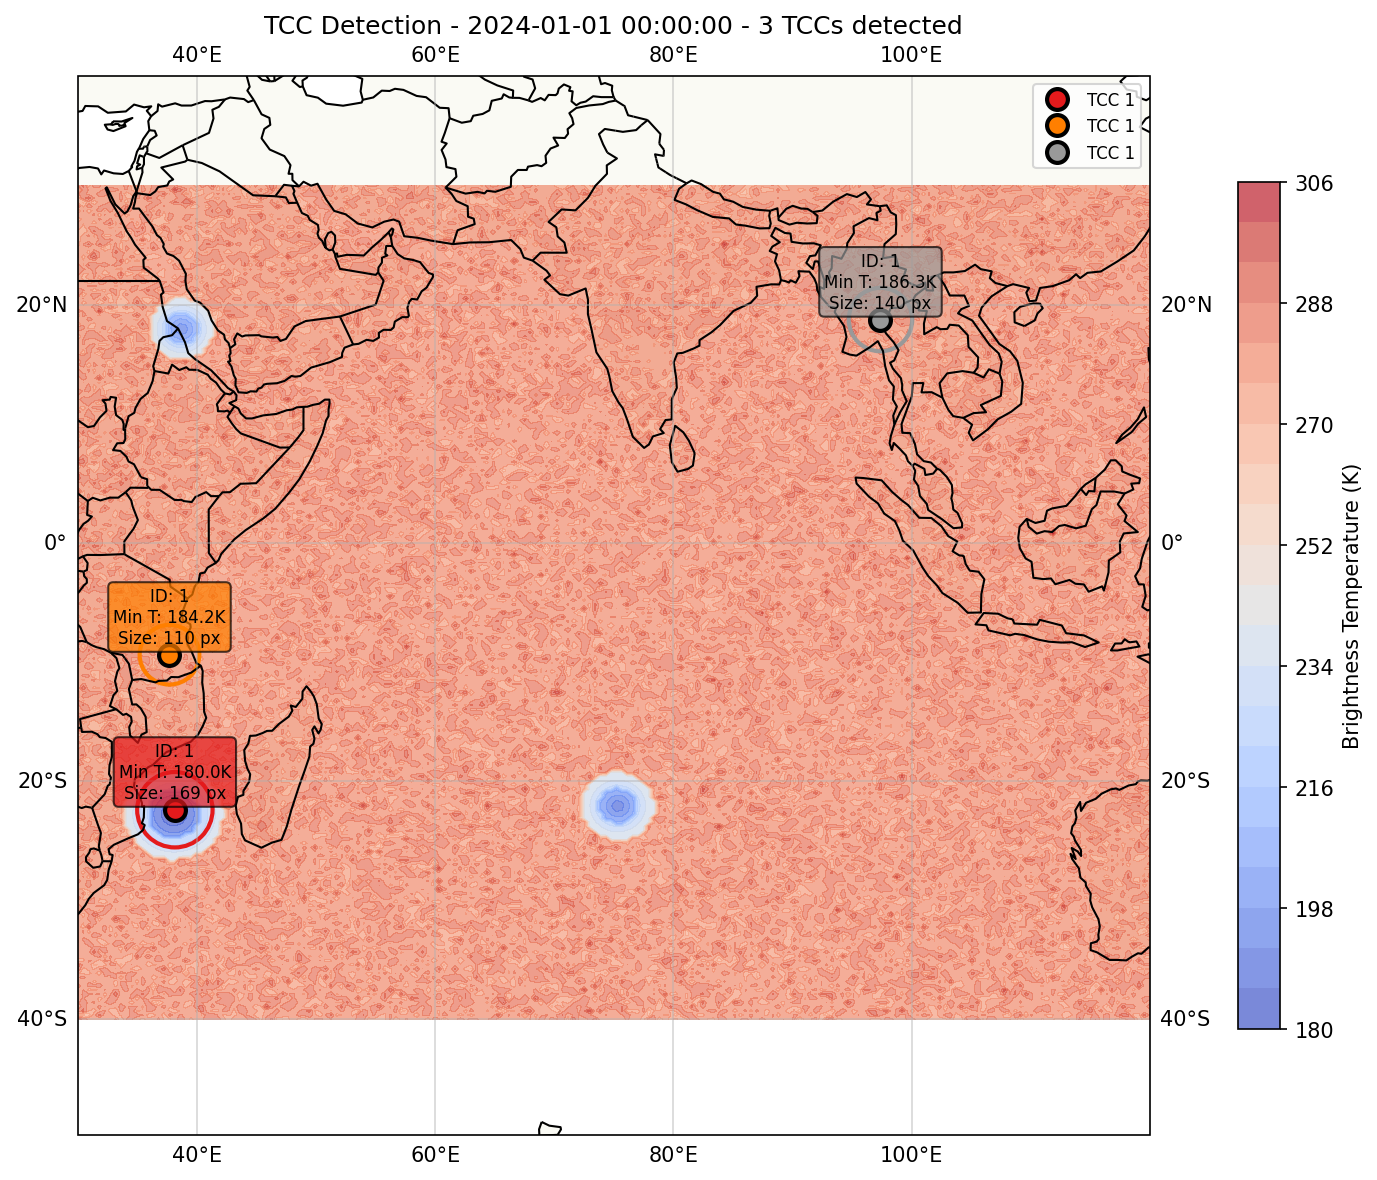 TCC Detection - 2024-01-01 00:00:00 - 3 TCCs detected
40°E 60°E 80°E 100°E
TCC 1
TCC 1
TCC 1
306
ID: 1
Min T: 186.3K
Size: 140 px
20°N 20°N
288
270
0° 0°
252
ID: 1
Min T: 184.2K
Size: 110 px
234
Brightness Temperature (K)
ID: 1
Min T: 180.0K
Size: 169 px
20°S 20°S
216
198
40°S 40°S
180
40°E 60°E 80°E 100°E